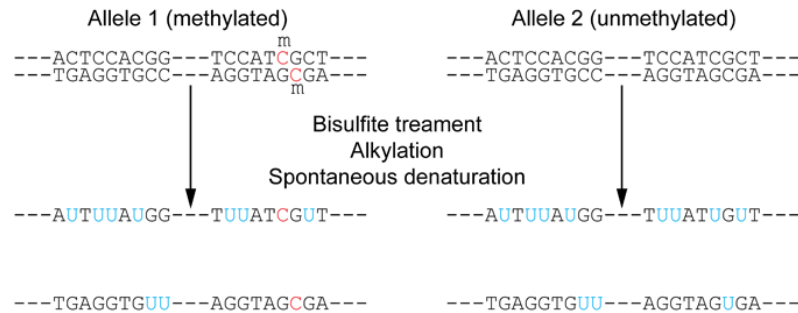 Allele 1 (methylated) Allele 2 (unmethylated)
m
---ACTCCACGG---TCCATCGCT--- ---ACTCCACGG---TCCATCGCT---
---TGAGGTGCC---AGGTAGCGA--- ---TGAGGTGCC---AGGTAGCGA---
m
Bisulfite treament
Alkylation
Spontaneous denaturation
---AUTUUAUGG---TUUATCGUT--- ---AUTUUAUGG---TUUATUGUT---
---TGAGGTGUU---AGGTAGCGA--- ---TGAGGTGUU---AGGTAGUGA---